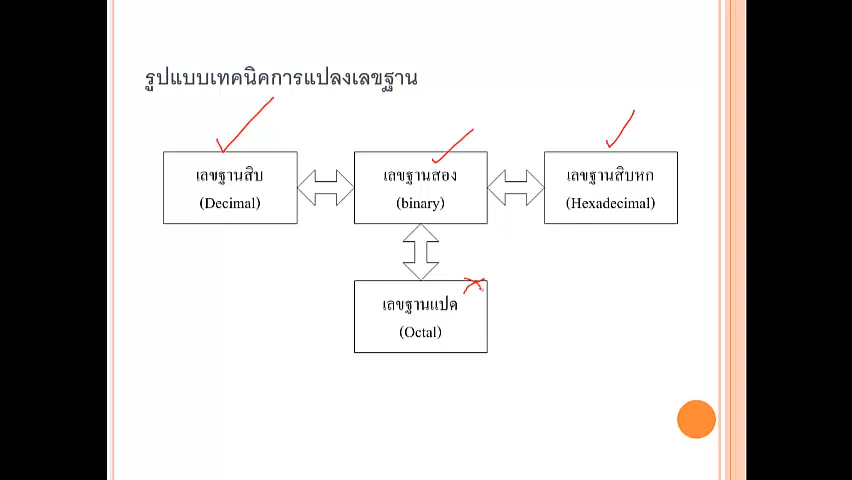 รูปแบบเทคนิคการแปลงเลขฐาน
เลขฐานสิบ
(Decimal)
เลขฐานสอง
(binary)
เลขฐานสิบหก
(Hexadecimal)
เลขฐานแปด
(Octal)